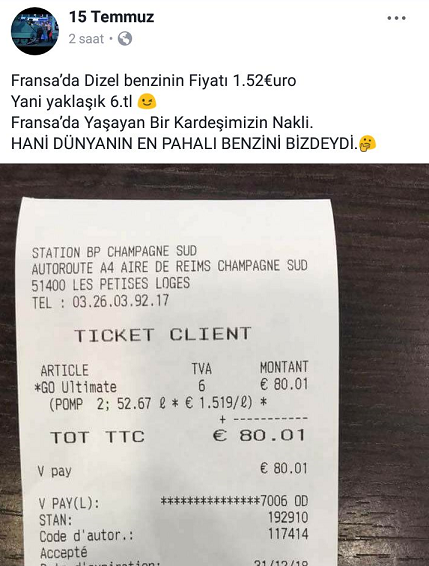 15 Temmuz
2 saat ·
Fransa’da Dizel benzinin Fiyatı 1.52€uro
Yani yaklaşık 6.tl 😉
Fransa’da Yaşayan Bir Kardeşimizin Nakli.
HANİ DÜNYANIN EN PAHALI BENZİNİ BİZDEYDİ.🤔
STATION BP CHAMPAGNE SUD
AUTOROUTE A4 AIRE DE REIMS CHAMPAGNE SUD
51400 LES PETISES LOGES
TEL : 03.26.03.92.17
TICKET CLIENT
ARTICLE TVA MONTANT
*GO Ultimate 6 € 80.01
(POMP 2; 52.67 ℓ * € 1.519/ℓ) *
+ -----------
TOT TTC € 80.01
V pay € 80.01
V PAY(L): ***************7006 OD
STAN: 192910
Code d'autor.: 117414
Accepté